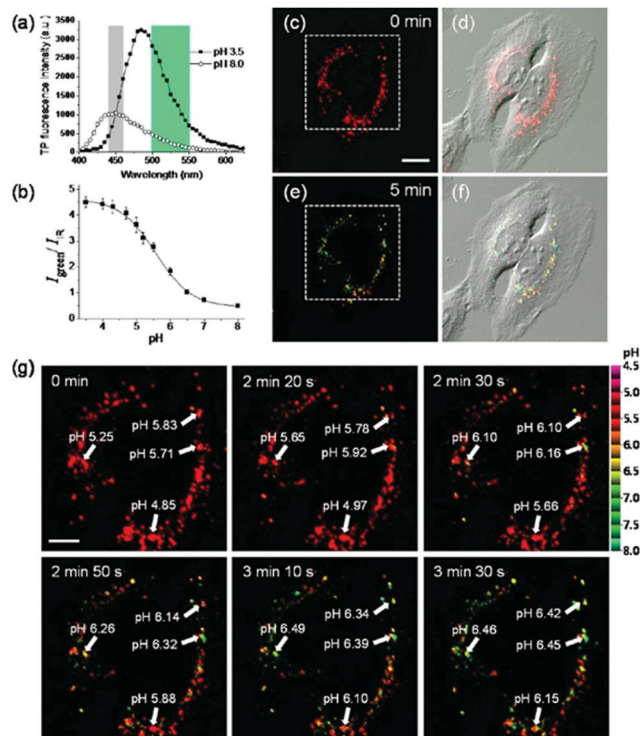 (a)
TP fluorescence intensity (a.u.)
3500
3000
2500
2000
1500
1000
500
0
pH 3.5
pH 8.0
400 450 500 550 600
Wavelength (nm)
(b)
I green / I IR
5
4
3
2
1
0
4 5 6 7 8
pH
(c) 0 min
(d)
(e) 5 min
(f)
(g)
0 min
pH 5.83
pH 5.25
pH 5.71
pH 4.85
2 min 20 s
pH 5.78
pH 5.65
pH 5.92
pH 4.97
2 min 30 s
pH 6.10
pH 6.10
pH 6.16
pH 5.66
pH
4.5
5.0
5.5
6.0
6.5
7.0
7.5
8.0
2 min 50 s
pH 6.14
pH 6.26
pH 6.32
pH 5.88
3 min 10 s
pH 6.34
pH 6.49
pH 6.39
pH 6.10
3 min 30 s
pH 6.42
pH 6.46
pH 6.45
pH 6.15